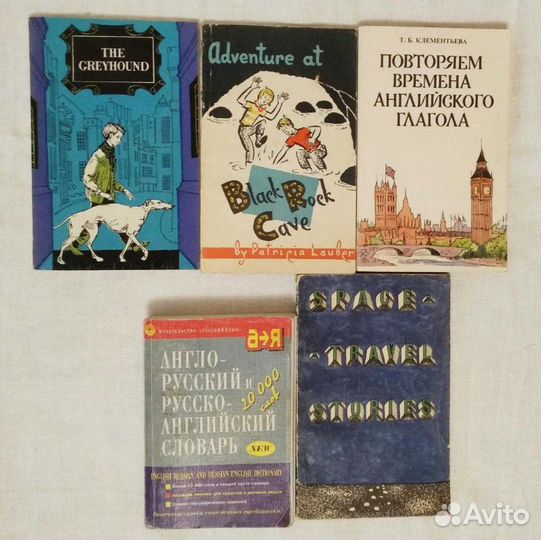 THE
GREYHOUND
Adventure at
Black Rock
Cave
by Patricia Lauber
Т. Б. КЛЕМЕНТЬЕВА
ПОВТОРЯЕМ
ВРЕМЕНА
АНГЛИЙСКОГО
ГЛАГОЛА
ИЗДАТЕЛЬСТВО «РУССКИЙ ЯЗЫК»
а→Я
АНГЛО-
РУССКИЙ И
РУССКО-
АНГЛИЙСКИЙ
СЛОВАРЬ
20 000
слов
NEW
ENGLISH-RUSSIAN AND RUSSIAN-ENGLISH DICTIONARY
SPACE-
-TRAVEL
STORIES
Avito